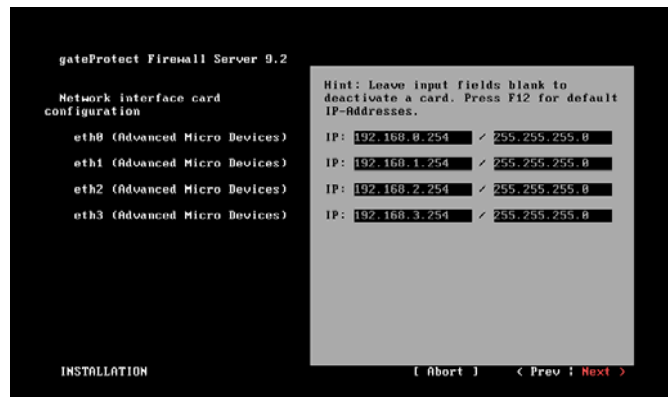 gateProtect Firewall Server 9.2
Network interface card
configuration
Hint: Leave input fields blank to
deactivate a card. Press F12 for default
IP-Addresses.
eth0 (Advanced Micro Devices) IP: 192.168.0.254 / 255.255.255.0
eth1 (Advanced Micro Devices) IP: 192.168.1.254 / 255.255.255.0
eth2 (Advanced Micro Devices) IP: 192.168.2.254 / 255.255.255.0
eth3 (Advanced Micro Devices) IP: 192.168.3.254 / 255.255.255.0
INSTALLATION [ Abort ] < Prev ¦ Next >